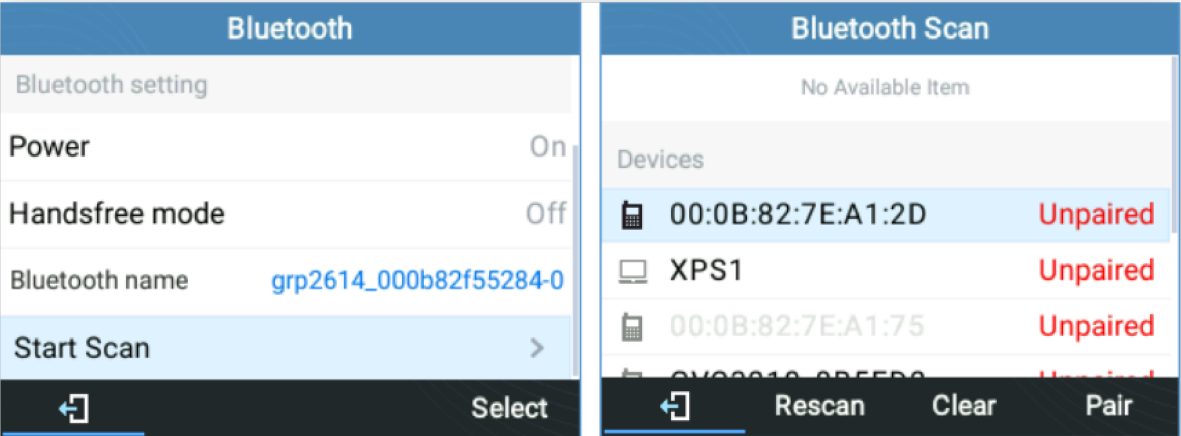 Bluetooth
Bluetooth setting
Power On
Handsfree mode Off
Bluetooth name grp2614_000b82f55284-0
Start Scan
Select
Bluetooth Scan
No Available Item
Devices
00:0B:82:7E:A1:2D Unpaired
XPS1 Unpaired
00:0B:82:7E:A1:75 Unpaired
Rescan Clear Pair